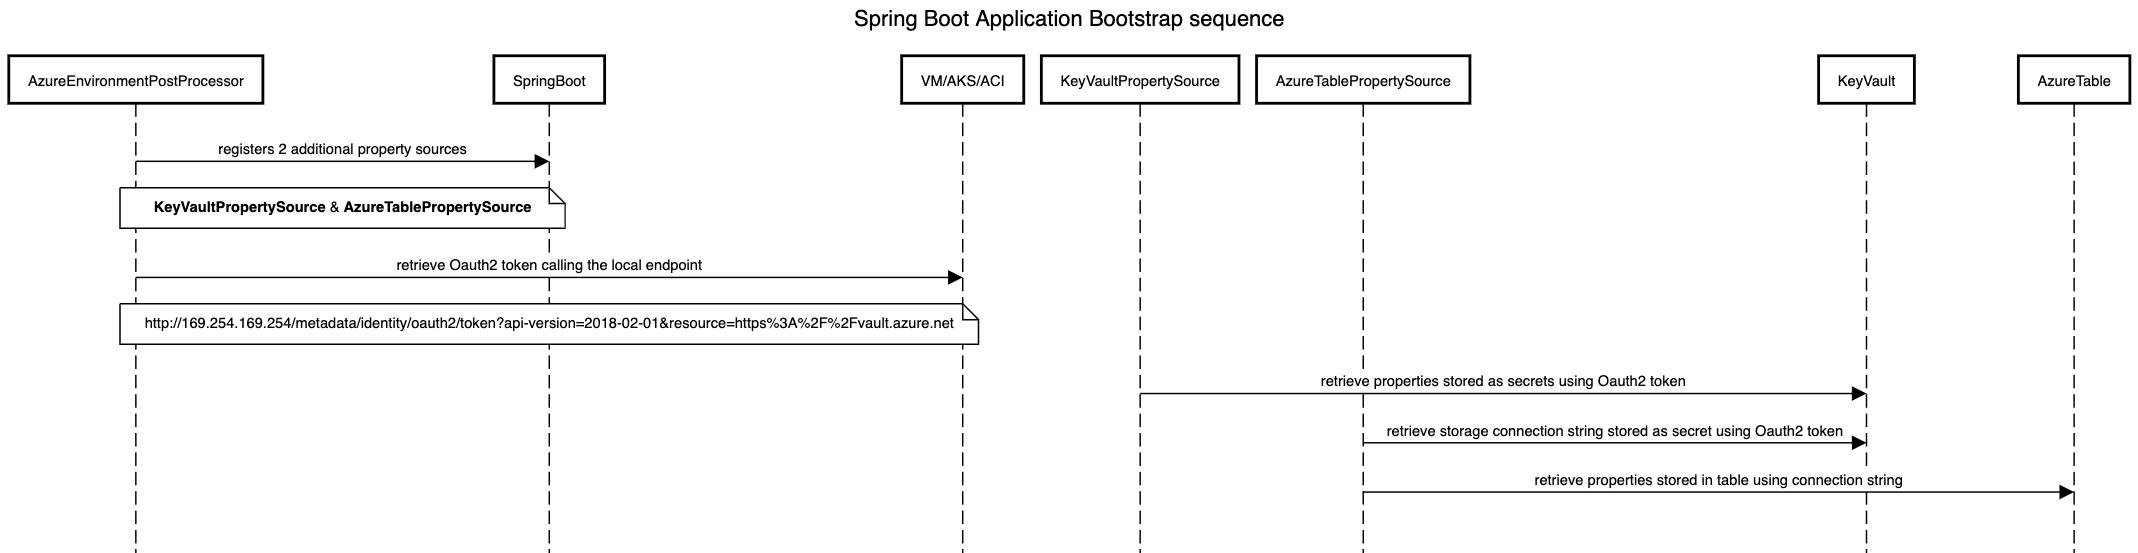 Spring Boot Application Bootstrap sequence
AzureEnvironmentPostProcessor
SpringBoot
VM/AKS/ACI
KeyVaultPropertySource
AzureTablePropertySource
KeyVault
AzureTable
registers 2 additional property sources
KeyVaultPropertySource & AzureTablePropertySource
retrieve Oauth2 token calling the local endpoint
http://169.254.169.254/metadata/identity/oauth2/token?api-version=2018-02-01&resource=https%3A%2F%2Fvault.azure.net
retrieve properties stored as secrets using Oauth2 token
retrieve storage connection string stored as secret using Oauth2 token
retrieve properties stored in table using connection string